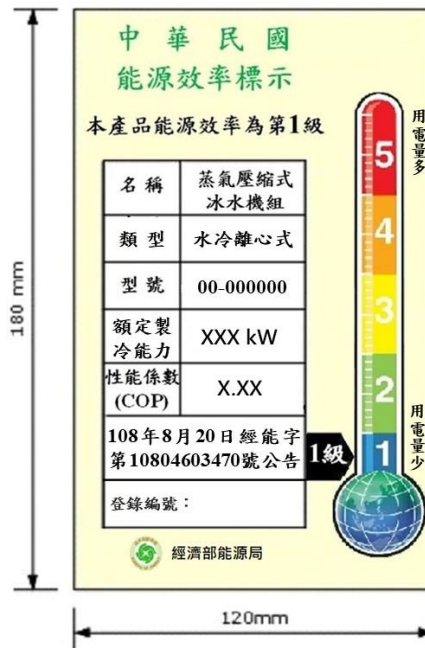 中華民國
能源效率標示
本產品能源效率為第1級
名稱
蒸氣壓縮式
冰水機組
類型
水冷離心式
型號
00-000000
額定製
冷能力
XXX kW
性能係數
(COP)
X.XX
108年8月20日經能字
第10804603470號公告
登錄編號：
經濟部能源局
用電量多
5
4
3
2
1
1級
用電量少
180 mm
120mm